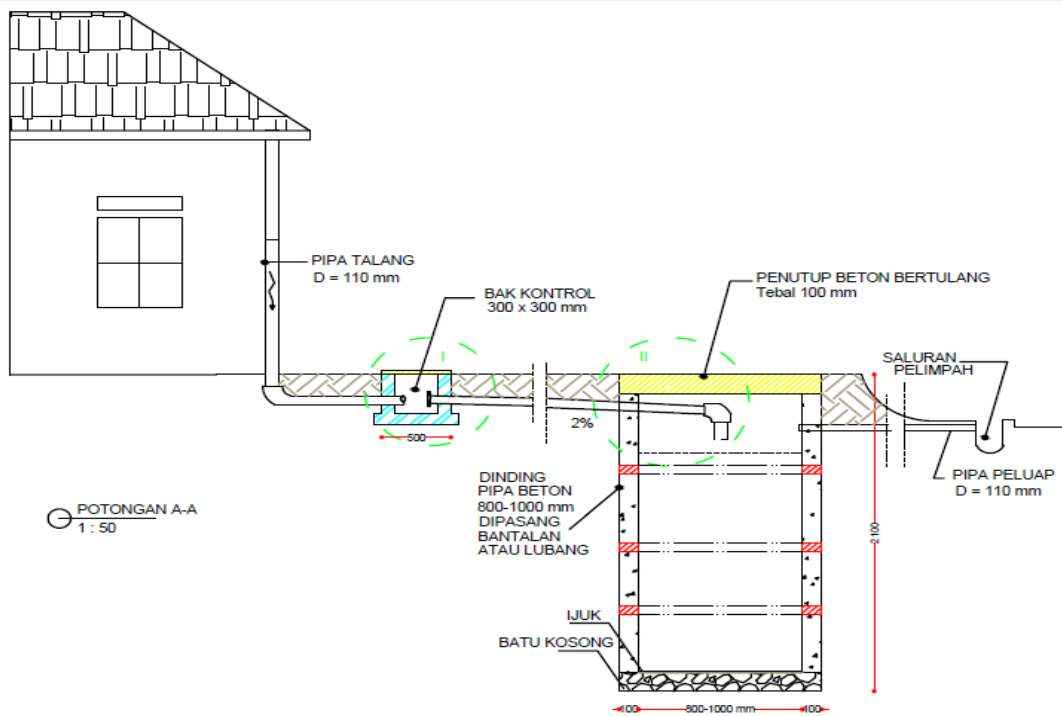 PIPA TALANG
D = 110 mm
BAK KONTROL
300 x 300 mm
PENUTUP BETON BERTULANG
Tebal 100 mm
I
II
SALURAN
PELIMPAH
500
2%
PIPA PELUAP
D = 110 mm
DINDING
PIPA BETON
800-1000 mm
DIPASANG
BANTALAN
ATAU LUBANG
POTONGAN A-A
1 : 50
2100
IJUK
BATU KOSONG
100
800-1000 mm
100